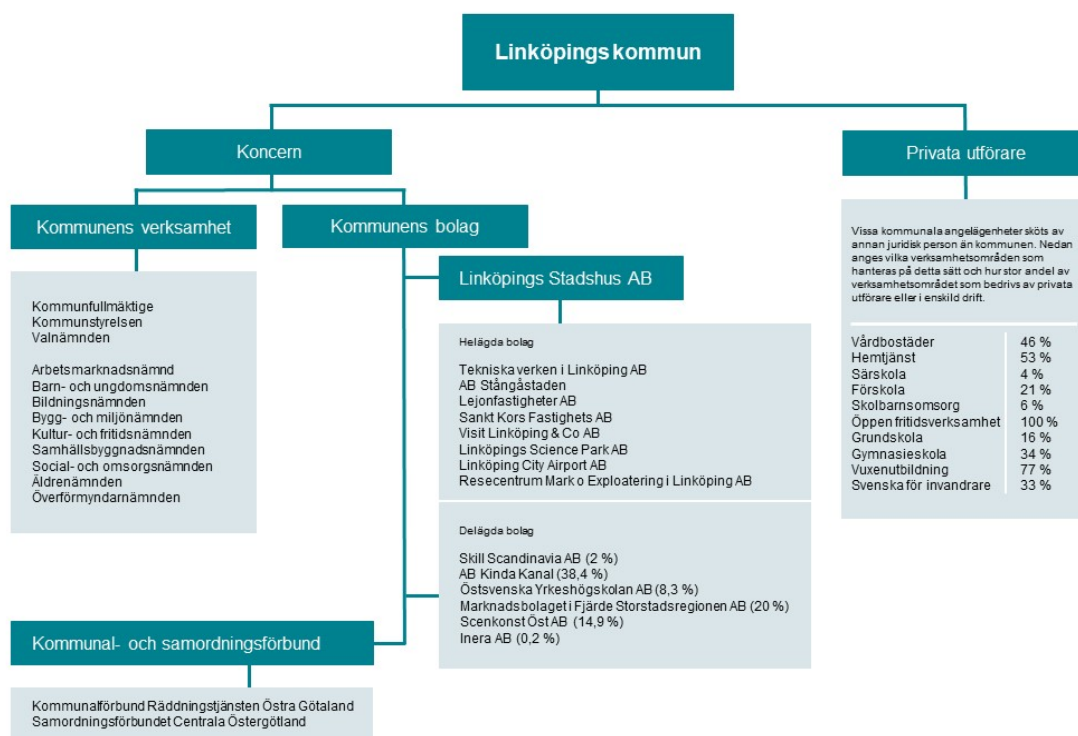 Linköpings kommun
Koncern
Privata utförare
Kommunens verksamhet
Kommunens bolag
Kommunfullmäktige
Kommunstyrelsen
Valnämnden
Arbetsmarknadsnämnd
Barn- och ungdomsnämnden
Bildningsnämnden
Bygg- och miljönämnden
Kultur- och fritidsnämnden
Samhällsbyggnadsnämnden
Social- och omsorgsnämnden
Äldrenämnden
Överförmyndarnämnden
Linköpings Stadshus AB
Helägda bolag
Tekniska verken i Linköping AB
AB Stångåstaden
Lejonfastigheter AB
Sankt Kors Fastighets AB
Visit Linköping & Co AB
Linköpings Science Park AB
Linköping City Airport AB
Resecentrum Mark o Exploatering i Linköping AB
Delägda bolag
Skill Scandinavia AB (2 %)
AB Kinda Kanal (38,4 %)
Östsvenska Yrkeshögskolan AB (8,3 %)
Marknadsbolaget i Fjärde Storstadsregionen AB (20 %)
Scenkonst Öst AB (14,9 %)
Inera AB (0,2 %)
Kommunal- och samordningsförbund
Kommunalförbund Räddningstjänsten Östra Götaland
Samordningsförbundet Centrala Östergötland
Vissa kommunala angelägenheter sköts av
annan juridisk person än kommunen. Nedan
anges vilka verksamhetsområden som
hanteras på detta sätt och hur stor andel av
verksamhetsområdet som bedrivs av privata
utförare eller i enskild drift.
Vårdbostäder 46 %
Hemtjänst 53 %
Särskola 4 %
Förskola 21 %
Skolbarnsomsorg 6 %
Öppen fritidsverksamhet 100 %
Grundskola 16 %
Gymnasieskola 34 %
Vuxenutbildning 77 %
Svenska för invandrare 33 %